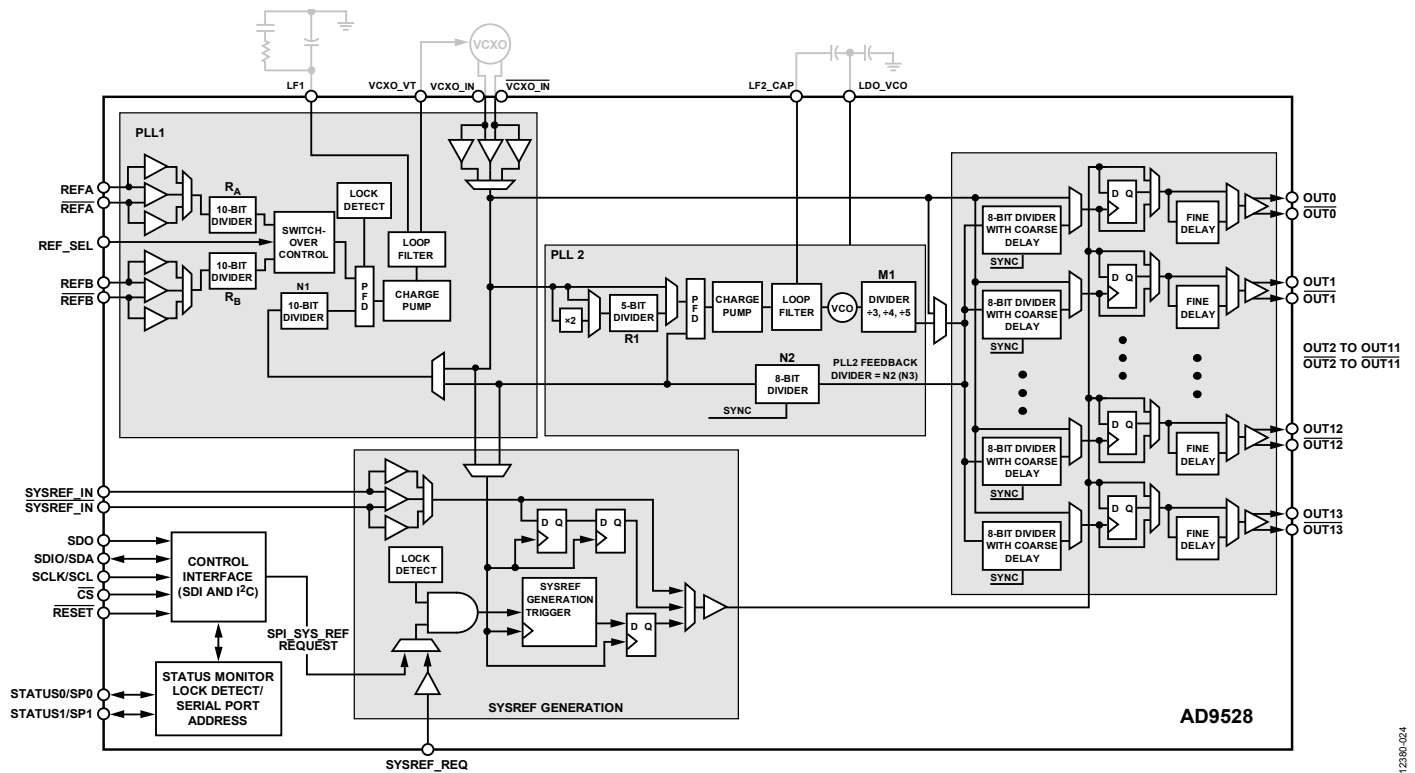 VCXO
LF1
VCXO_VT
VCXO_IN
VCXO_IN
LF2_CAP
LDO_VCO
PLL1
REFA
REFA
REF_SEL
REFB
REFB
RA
10-BIT
DIVIDER
10-BIT
DIVIDER
RB
SWITCH-
OVER
CONTROL
LOCK
DETECT
N1
10-BIT
DIVIDER
P
F
D
LOOP
FILTER
CHARGE
PUMP
PLL 2
×2
5-BIT
DIVIDER
R1
P
F
D
CHARGE
PUMP
LOOP
FILTER
VCO
M1
DIVIDER
÷3, ÷4, ÷5
N2
8-BIT
DIVIDER
SYNC
PLL2 FEEDBACK
DIVIDER = N2 (N3)
8-BIT DIVIDER
WITH COARSE
DELAY
SYNC
D Q
FINE
DELAY
OUT0
OUT0
8-BIT DIVIDER
WITH COARSE
DELAY
SYNC
D Q
FINE
DELAY
OUT1
OUT1
OUT2 TO OUT11
OUT2 TO OUT11
8-BIT DIVIDER
WITH COARSE
DELAY
SYNC
D Q
FINE
DELAY
OUT12
OUT12
8-BIT DIVIDER
WITH COARSE
DELAY
SYNC
D Q
FINE
DELAY
OUT13
OUT13
SYSREF_IN
SYSREF_IN
SDO
SDIO/SDA
SCLK/SCL
CS
RESET
CONTROL
INTERFACE
(SDI AND I2C)
SPI_SYS_REF
REQUEST
STATUS0/SP0
STATUS1/SP1
STATUS MONITOR
LOCK DETECT/
SERIAL PORT
ADDRESS
LOCK
DETECT
D Q
D Q
SYSREF
GENERATION
TRIGGER
D Q
SYSREF GENERATION
SYSREF_REQ
AD9528
12380-024